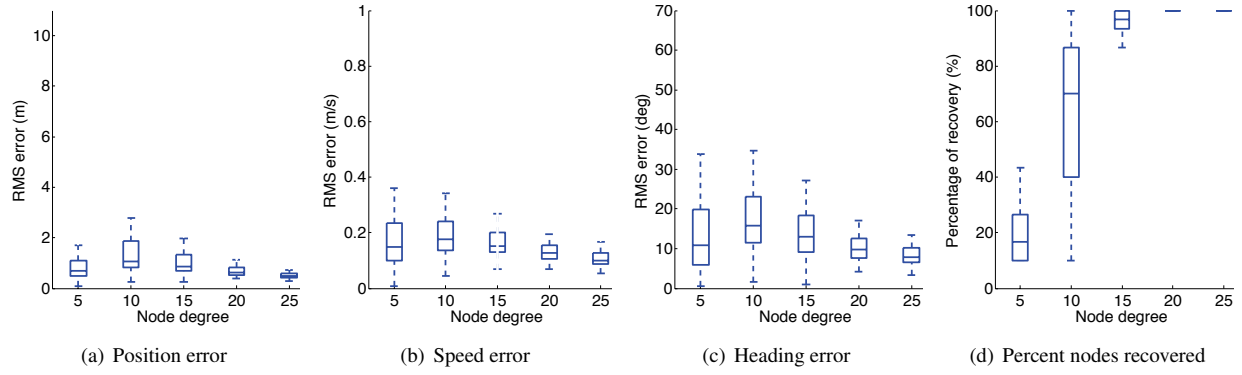 10
8
6
4
2
0
RMS error (m)
5 10 15 20 25
Node degree
(a) Position error
1
0.8
0.6
0.4
0.2
0
RMS error (m/s)
5 10 15 20 25
Node degree
(b) Speed error
70
60
50
40
30
20
10
0
RMS error (deg)
5 10 15 20 25
Node degree
(c) Heading error
100
80
60
40
20
0
Percentage of recovery (%)
5 10 15 20 25
Node degree
(d) Percent nodes recovered